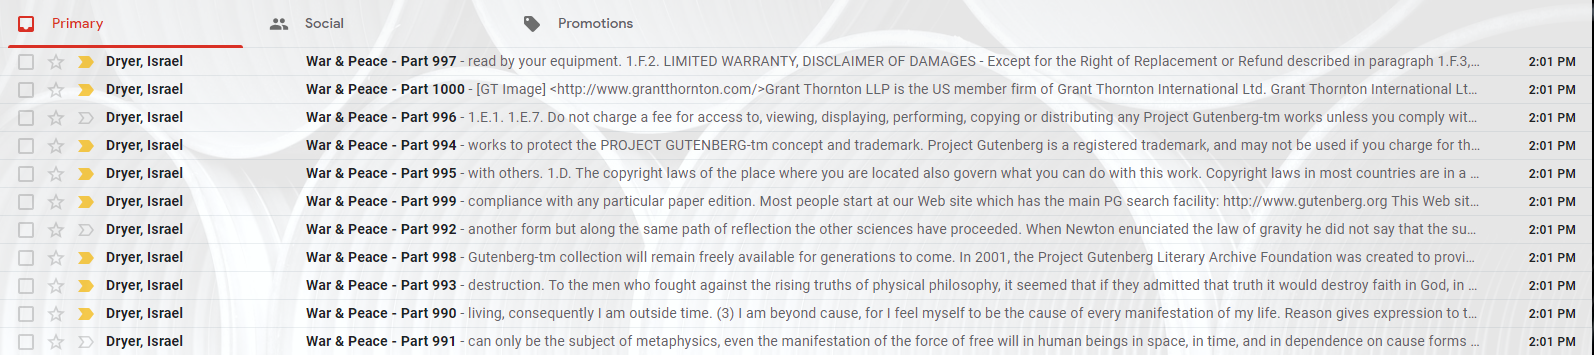 Primary Social Promotions
Dryer, Israel War & Peace - Part 997 - read by your equipment. 1.F.2. LIMITED WARRANTY, DISCLAIMER OF DAMAGES - Except for the Right of Replacement or Refund described in paragraph 1.F.3,... 2:01 PM
Dryer, Israel War & Peace - Part 1000 - [GT Image] <http://www.grantthornton.com/>Grant Thornton LLP is the US member firm of Grant Thornton International Ltd. Grant Thornton International Lt... 2:01 PM
Dryer, Israel War & Peace - Part 996 - 1.E.1. 1.E.7. Do not charge a fee for access to, viewing, displaying, performing, copying or distributing any Project Gutenberg-tm works unless you comply wit... 2:01 PM
Dryer, Israel War & Peace - Part 994 - works to protect the PROJECT GUTENBERG-tm concept and trademark. Project Gutenberg is a registered trademark, and may not be used if you charge for th... 2:01 PM
Dryer, Israel War & Peace - Part 995 - with others. 1.D. The copyright laws of the place where you are located also govern what you can do with this work. Copyright laws in most countries are in a ... 2:01 PM
Dryer, Israel War & Peace - Part 999 - compliance with any particular paper edition. Most people start at our Web site which has the main PG search facility: http://www.gutenberg.org This Web sit... 2:01 PM
Dryer, Israel War & Peace - Part 992 - another form but along the same path of reflection the other sciences have proceeded. When Newton enunciated the law of gravity he did not say that the su... 2:01 PM
Dryer, Israel War & Peace - Part 998 - Gutenberg-tm collection will remain freely available for generations to come. In 2001, the Project Gutenberg Literary Archive Foundation was created to provi... 2:01 PM
Dryer, Israel War & Peace - Part 993 - destruction. To the men who fought against the rising truths of physical philosophy, it seemed that if they admitted that truth it would destroy faith in God, in ... 2:01 PM
Dryer, Israel War & Peace - Part 990 - living, consequently I am outside time. (3) I am beyond cause, for I feel myself to be the cause of every manifestation of my life. Reason gives expression to t... 2:01 PM
Dryer, Israel War & Peace - Part 991 - can only be the subject of metaphysics, even the manifestation of the force of free will in human beings in space, in time, and in dependence on cause forms ... 2:01 PM